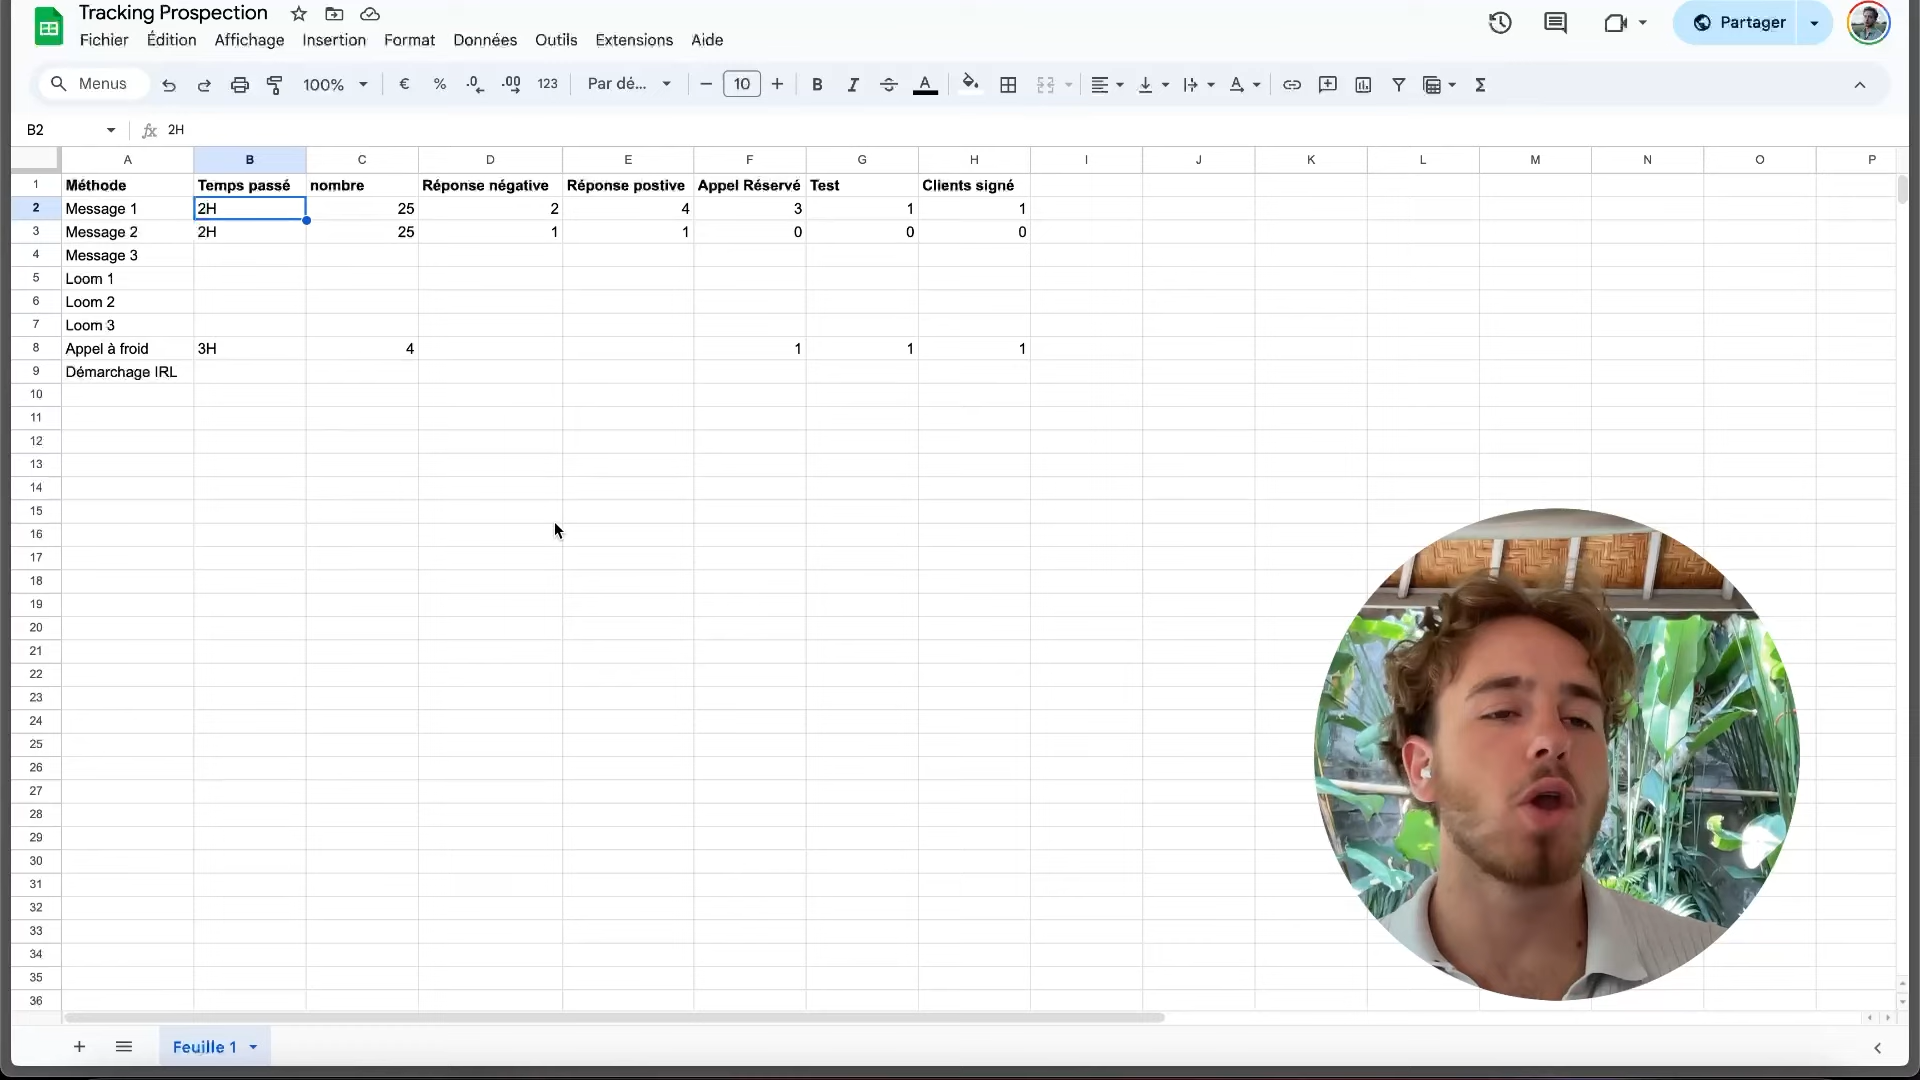 Tracking Prospection
Fichier Édition Affichage Insertion Format Données Outils Extensions Aide
Partager
Menus 100% € % .0 .00 123 Par dé... 10 B I A A Σ
B2 fx 2H
A B C D E F G H I J K L M N O P
1 Méthode Temps passé nombre Réponse négative Réponse postive Appel Réservé Test Clients signé
2 Message 1 2H 25 2 4 3 1 1
3 Message 2 2H 25 1 1 0 0 0
4 Message 3
5 Loom 1
6 Loom 2
7 Loom 3
8 Appel à froid 3H 4 1 1 1
9 Démarchage IRL
10
11
12
13
14
15
16
17
18
19
20
21
22
23
24
25
26
27
28
29
30
31
32
33
34
35
36
Feuille 1